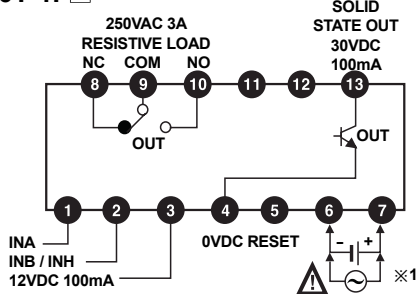 SOLID
STATE OUT
30VDC
100mA
250VAC 3A
RESISTIVE LOAD
NC COM NO
8 9 10 11 12 13
OUT
OUT
1 2 3 4 5 6 7
INA
INB / INH
12VDC 100mA
0VDC RESET
- +
※1